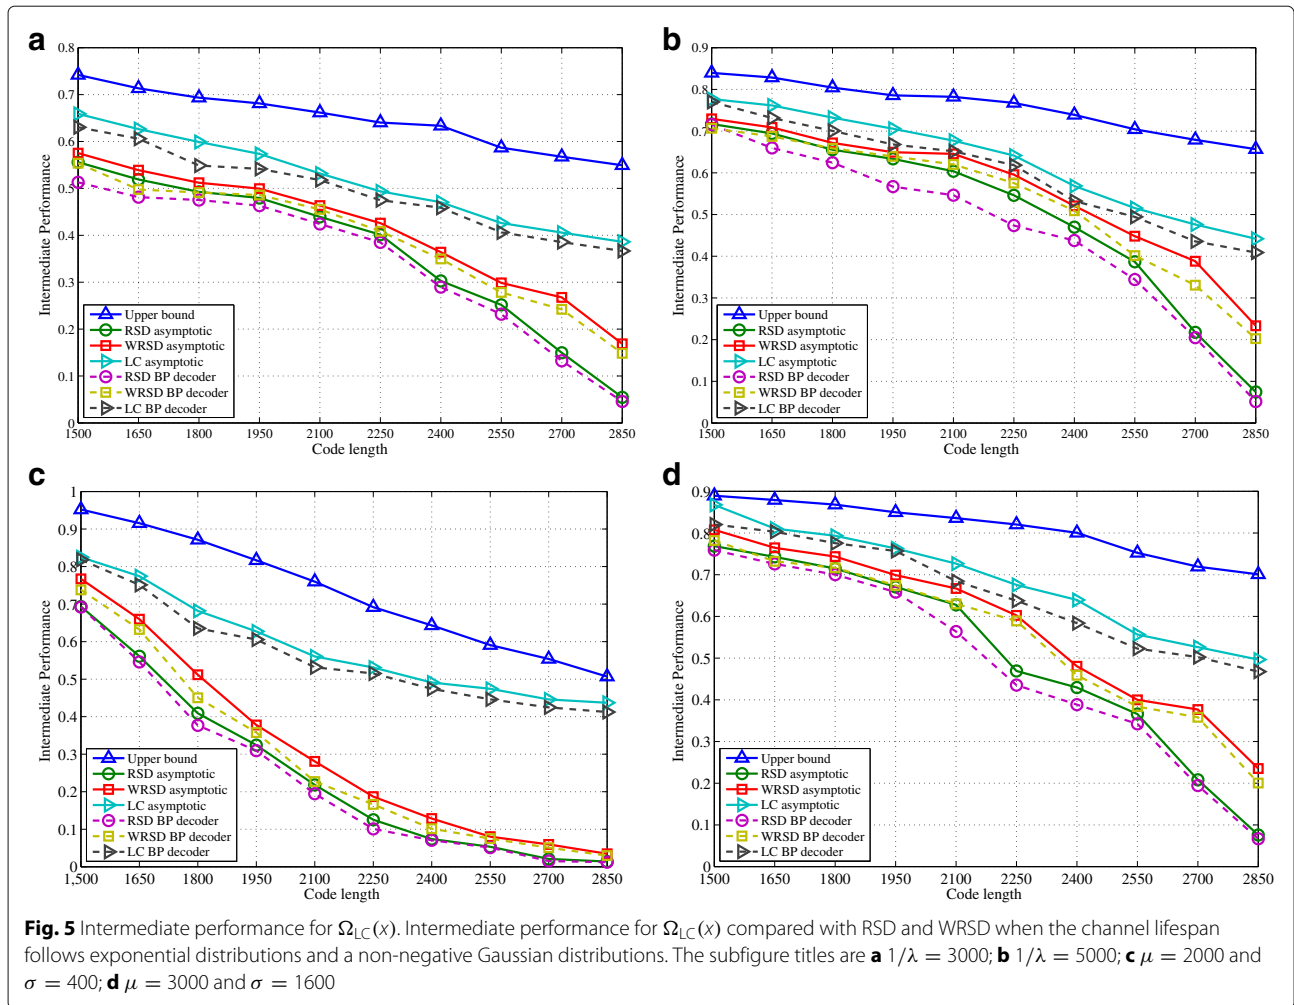 a
0.8
0.7
0.6
0.5
0.4
0.3
0.2
0.1
0
Intermediate Performance
Upper bound
RSD asymptotic
WRSD asymptotic
LC asymptotic
RSD BP decoder
WRSD BP decoder
LC BP decoder
1500 1650 1800 1950 2100 2250 2400 2550 2700 2850
Code length
b
0.9
0.8
0.7
0.6
0.5
0.4
0.3
0.2
0.1
0
Intermediate Performance
Upper bound
RSD asymptotic
WRSD asymptotic
LC asymptotic
RSD BP decoder
WRSD BP decoder
LC BP decoder
1500 1650 1800 1950 2100 2250 2400 2550 2700 2850
Code length
c
1
0.9
0.8
0.7
0.6
0.5
0.4
0.3
0.2
0.1
0
Intermediate Performance
Upper bound
RSD asymptotic
WRSD asymptotic
LC asymptotic
RSD BP decoder
WRSD BP decoder
LC BP decoder
1,500 1650 1800 1950 2100 2250 2400 2550 2700 2850
Code length
d
0.9
0.8
0.7
0.6
0.5
0.4
0.3
0.2
0.1
0
Intermediate Performance
Upper bound
RSD asymptotic
WRSD asymptotic
LC asymptotic
RSD BP decoder
WRSD BP decoder
LC BP decoder
1500 1650 1800 1950 2100 2250 2400 2550 2700 2850
Code length
Fig. 5 Intermediate performance for Ω_LC(x). Intermediate performance for Ω_LC(x) compared with RSD and WRSD when the channel lifespan
follows exponential distributions and a non-negative Gaussian distributions. The subfigure titles are a 1/λ = 3000; b 1/λ = 5000; c μ = 2000 and
σ = 400; d μ = 3000 and σ = 1600